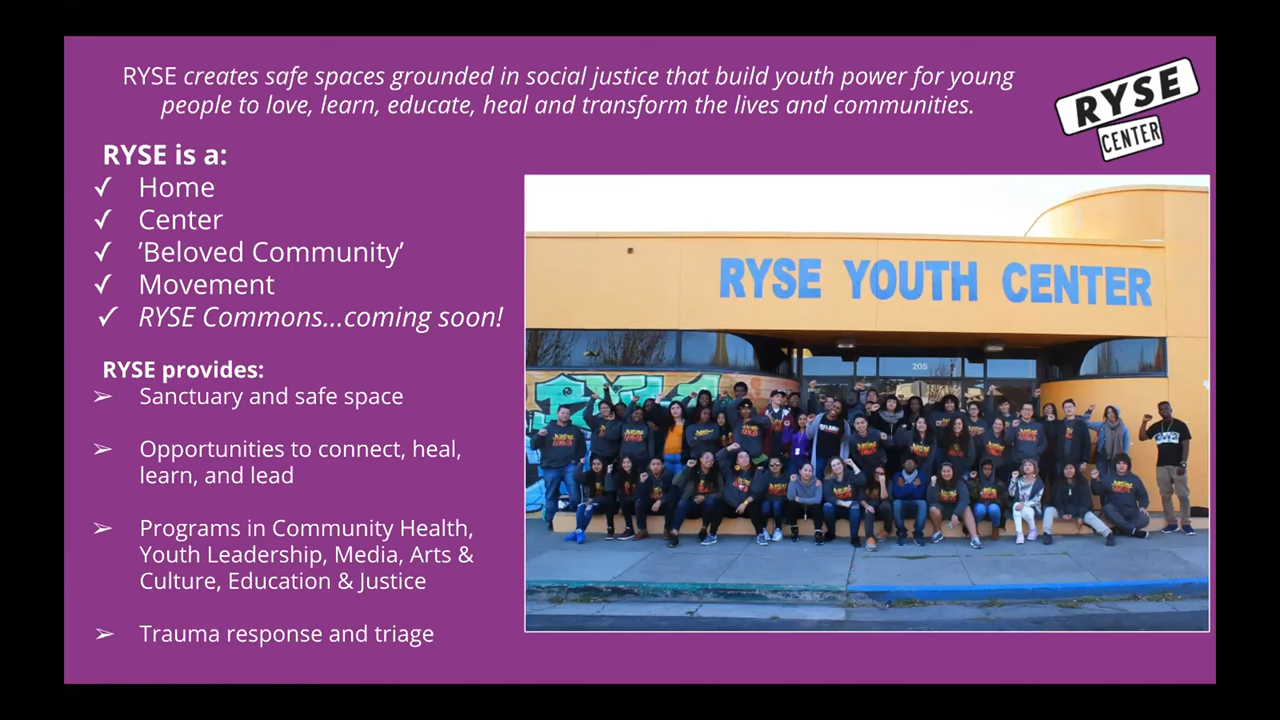 RYSE creates safe spaces grounded in social justice that build youth power for young
people to love, learn, educate, heal and transform the lives and communities.
RYSE
CENTER
RYSE is a:
✓ Home
✓ Center
✓ ’Beloved Community’
✓ Movement
✓ RYSE Commons...coming soon!
RYSE provides:
➢ Sanctuary and safe space
➢ Opportunities to connect, heal,
learn, and lead
➢ Programs in Community Health,
Youth Leadership, Media, Arts &
Culture, Education & Justice
➢ Trauma response and triage
RYSE YOUTH CENTER
205